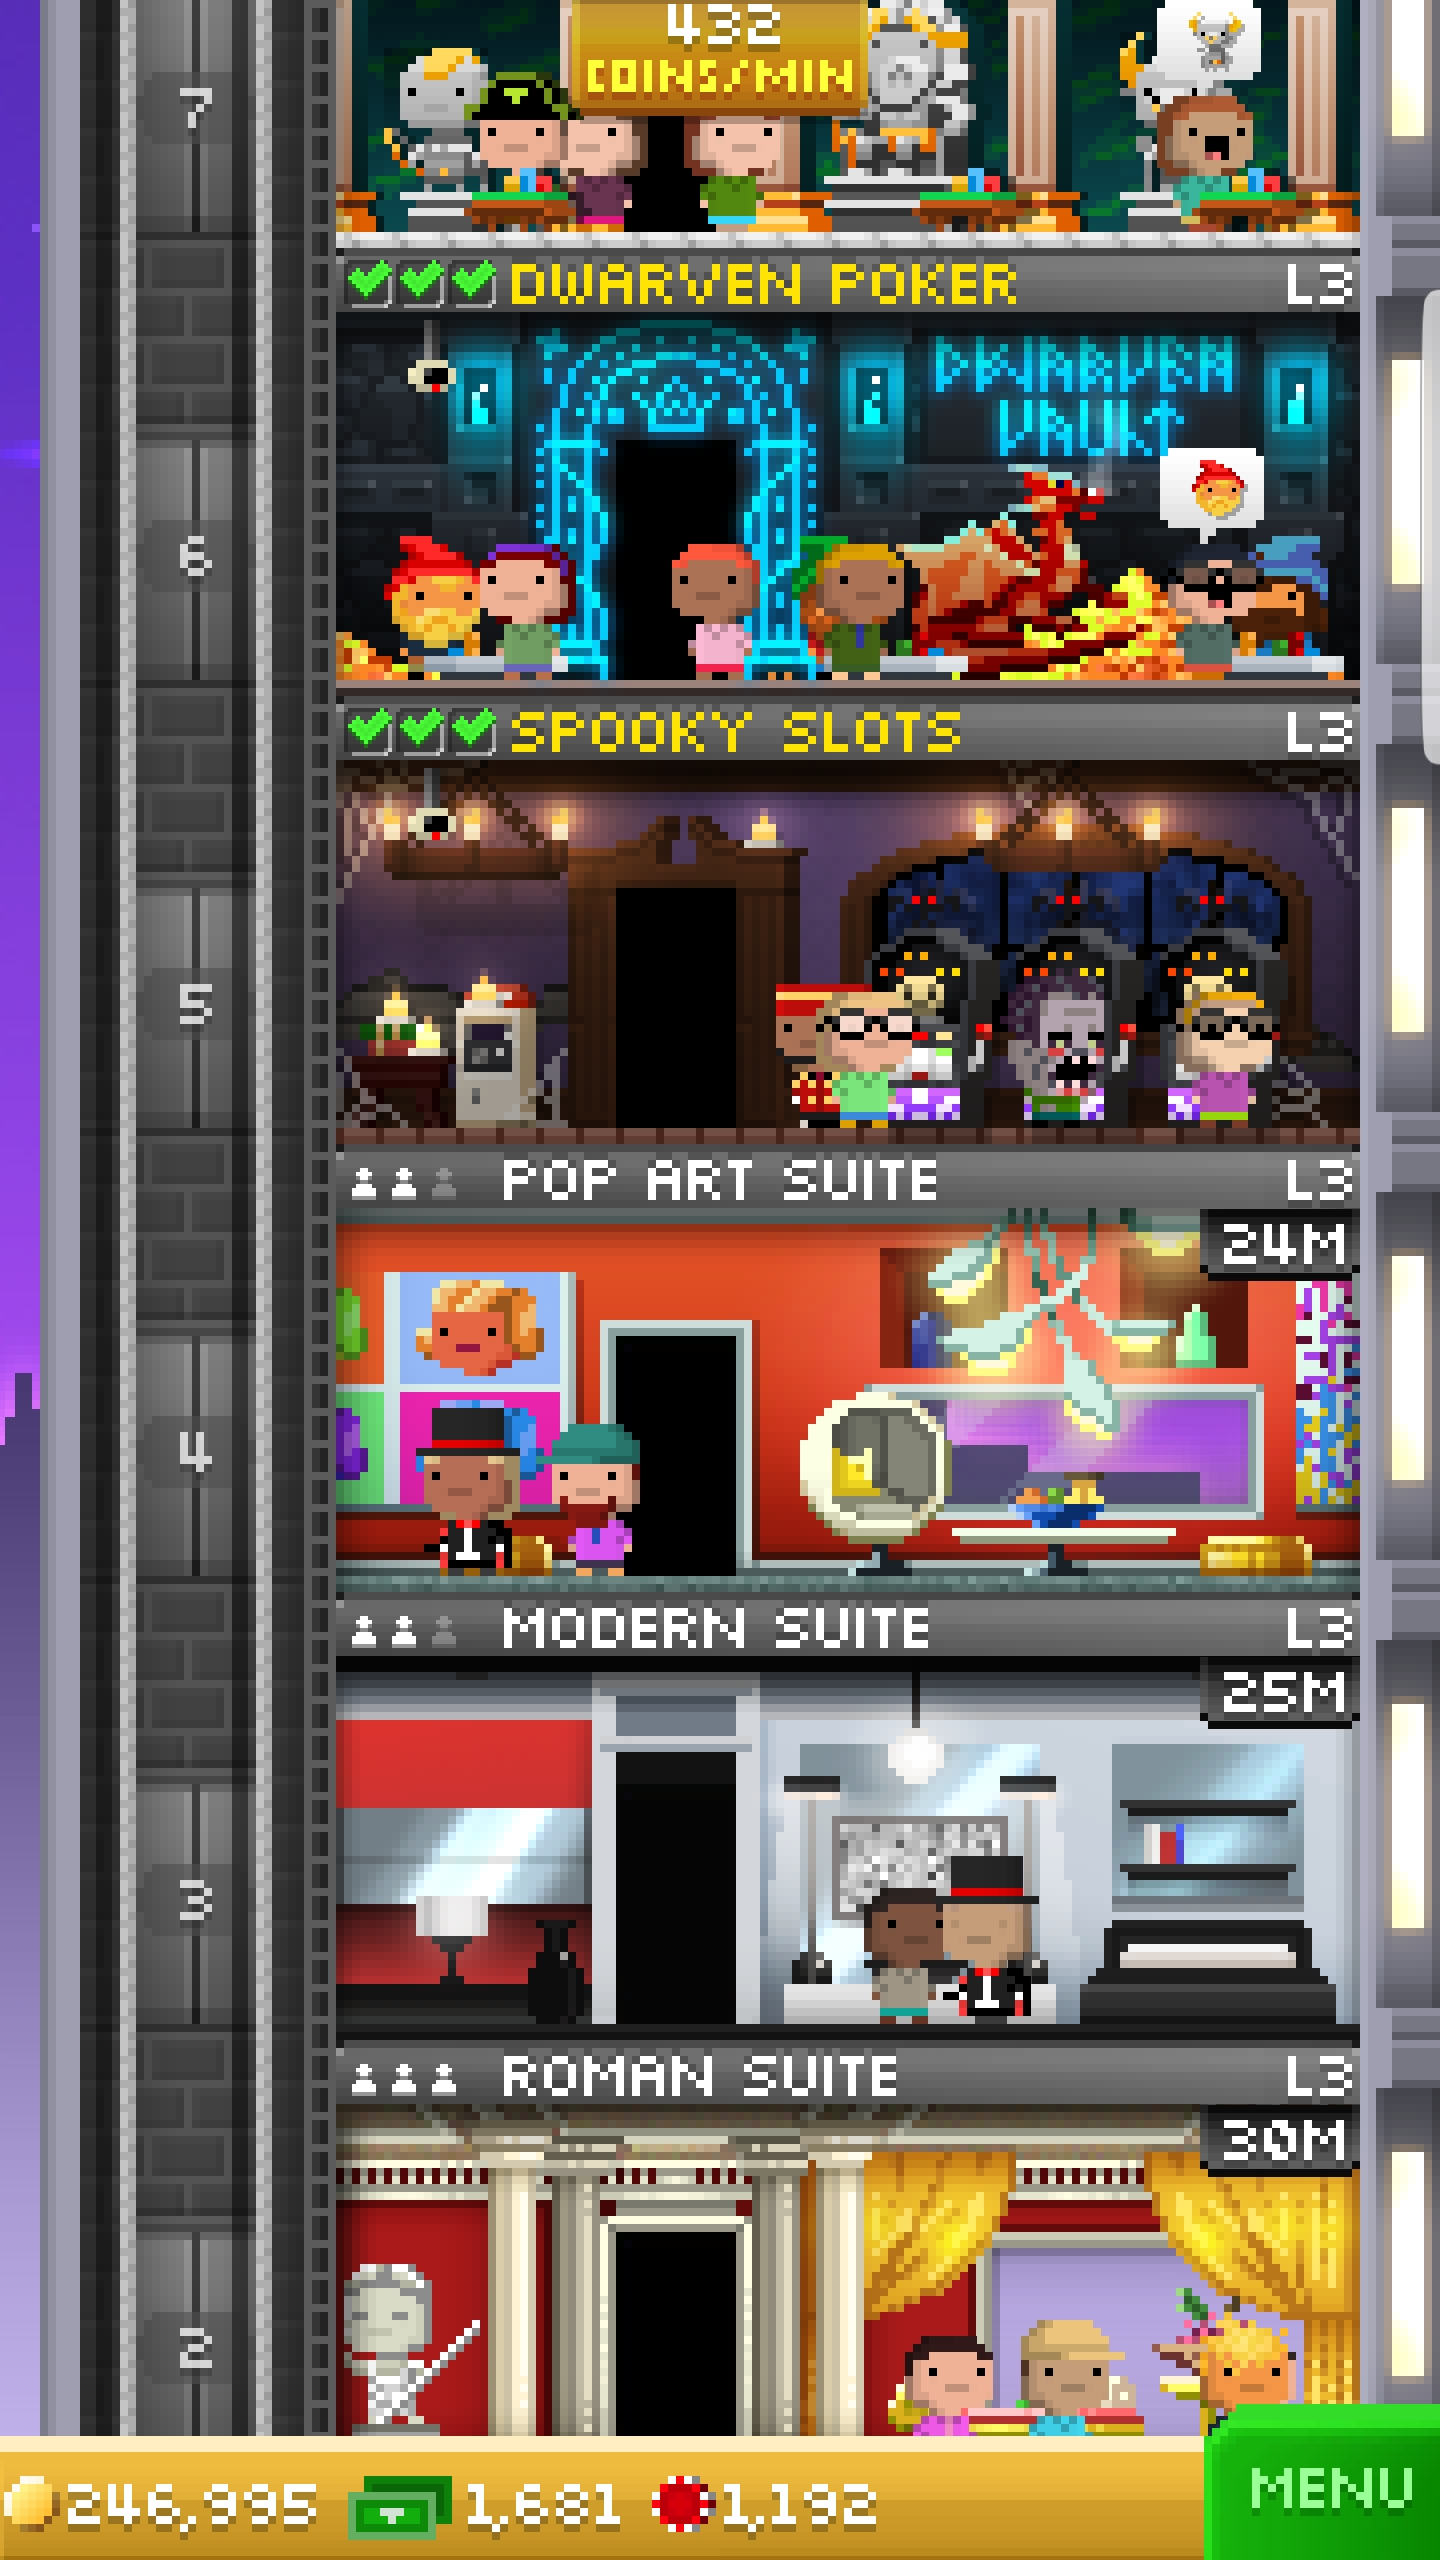 432
COINS/MIN
7
DWARVEN POKER L3
DWARVEN
VAULT
6
SPOOKY SLOTS L3
5
POP ART SUITE L3
24M
4
MODERN SUITE L3
25M
3
ROMAN SUITE L3
30M
2
246,995 1,681 1,192
MENU